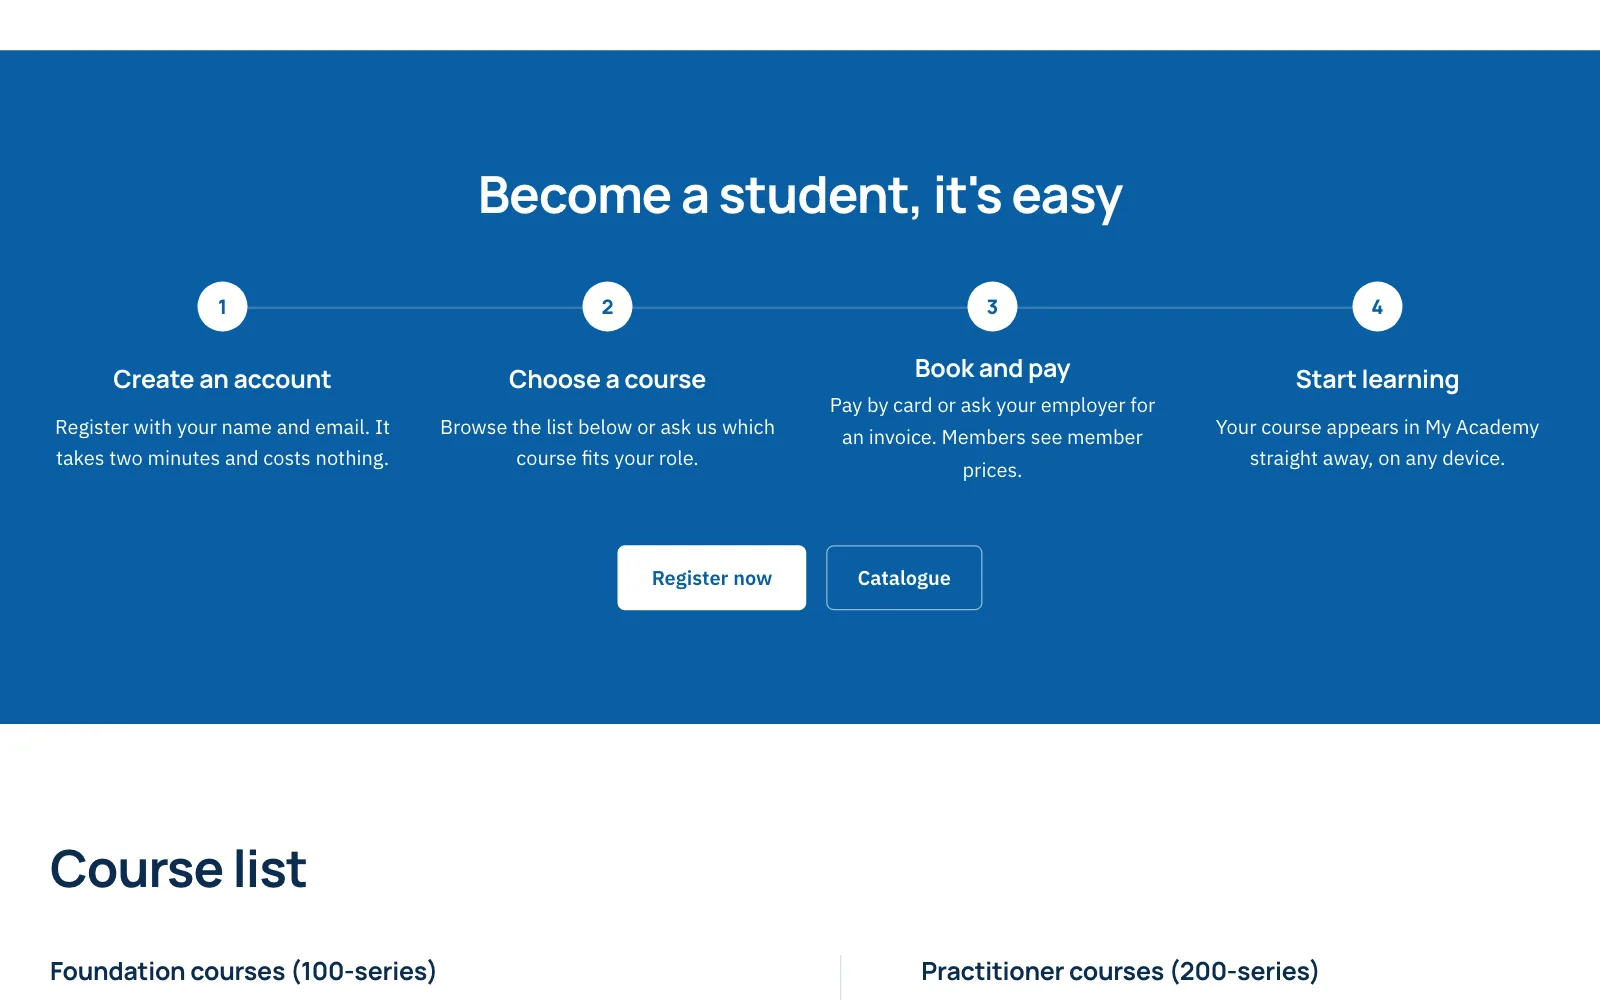 Become a student, it's easy
1
Create an account
Register with your name and email. It
takes two minutes and costs nothing.
2
Choose a course
Browse the list below or ask us which
course fits your role.
3
Book and pay
Pay by card or ask your employer for
an invoice. Members see member
prices.
4
Start learning
Your course appears in My Academy
straight away, on any device.
Register now
Catalogue
Course list
Foundation courses (100-series)
Practitioner courses (200-series)